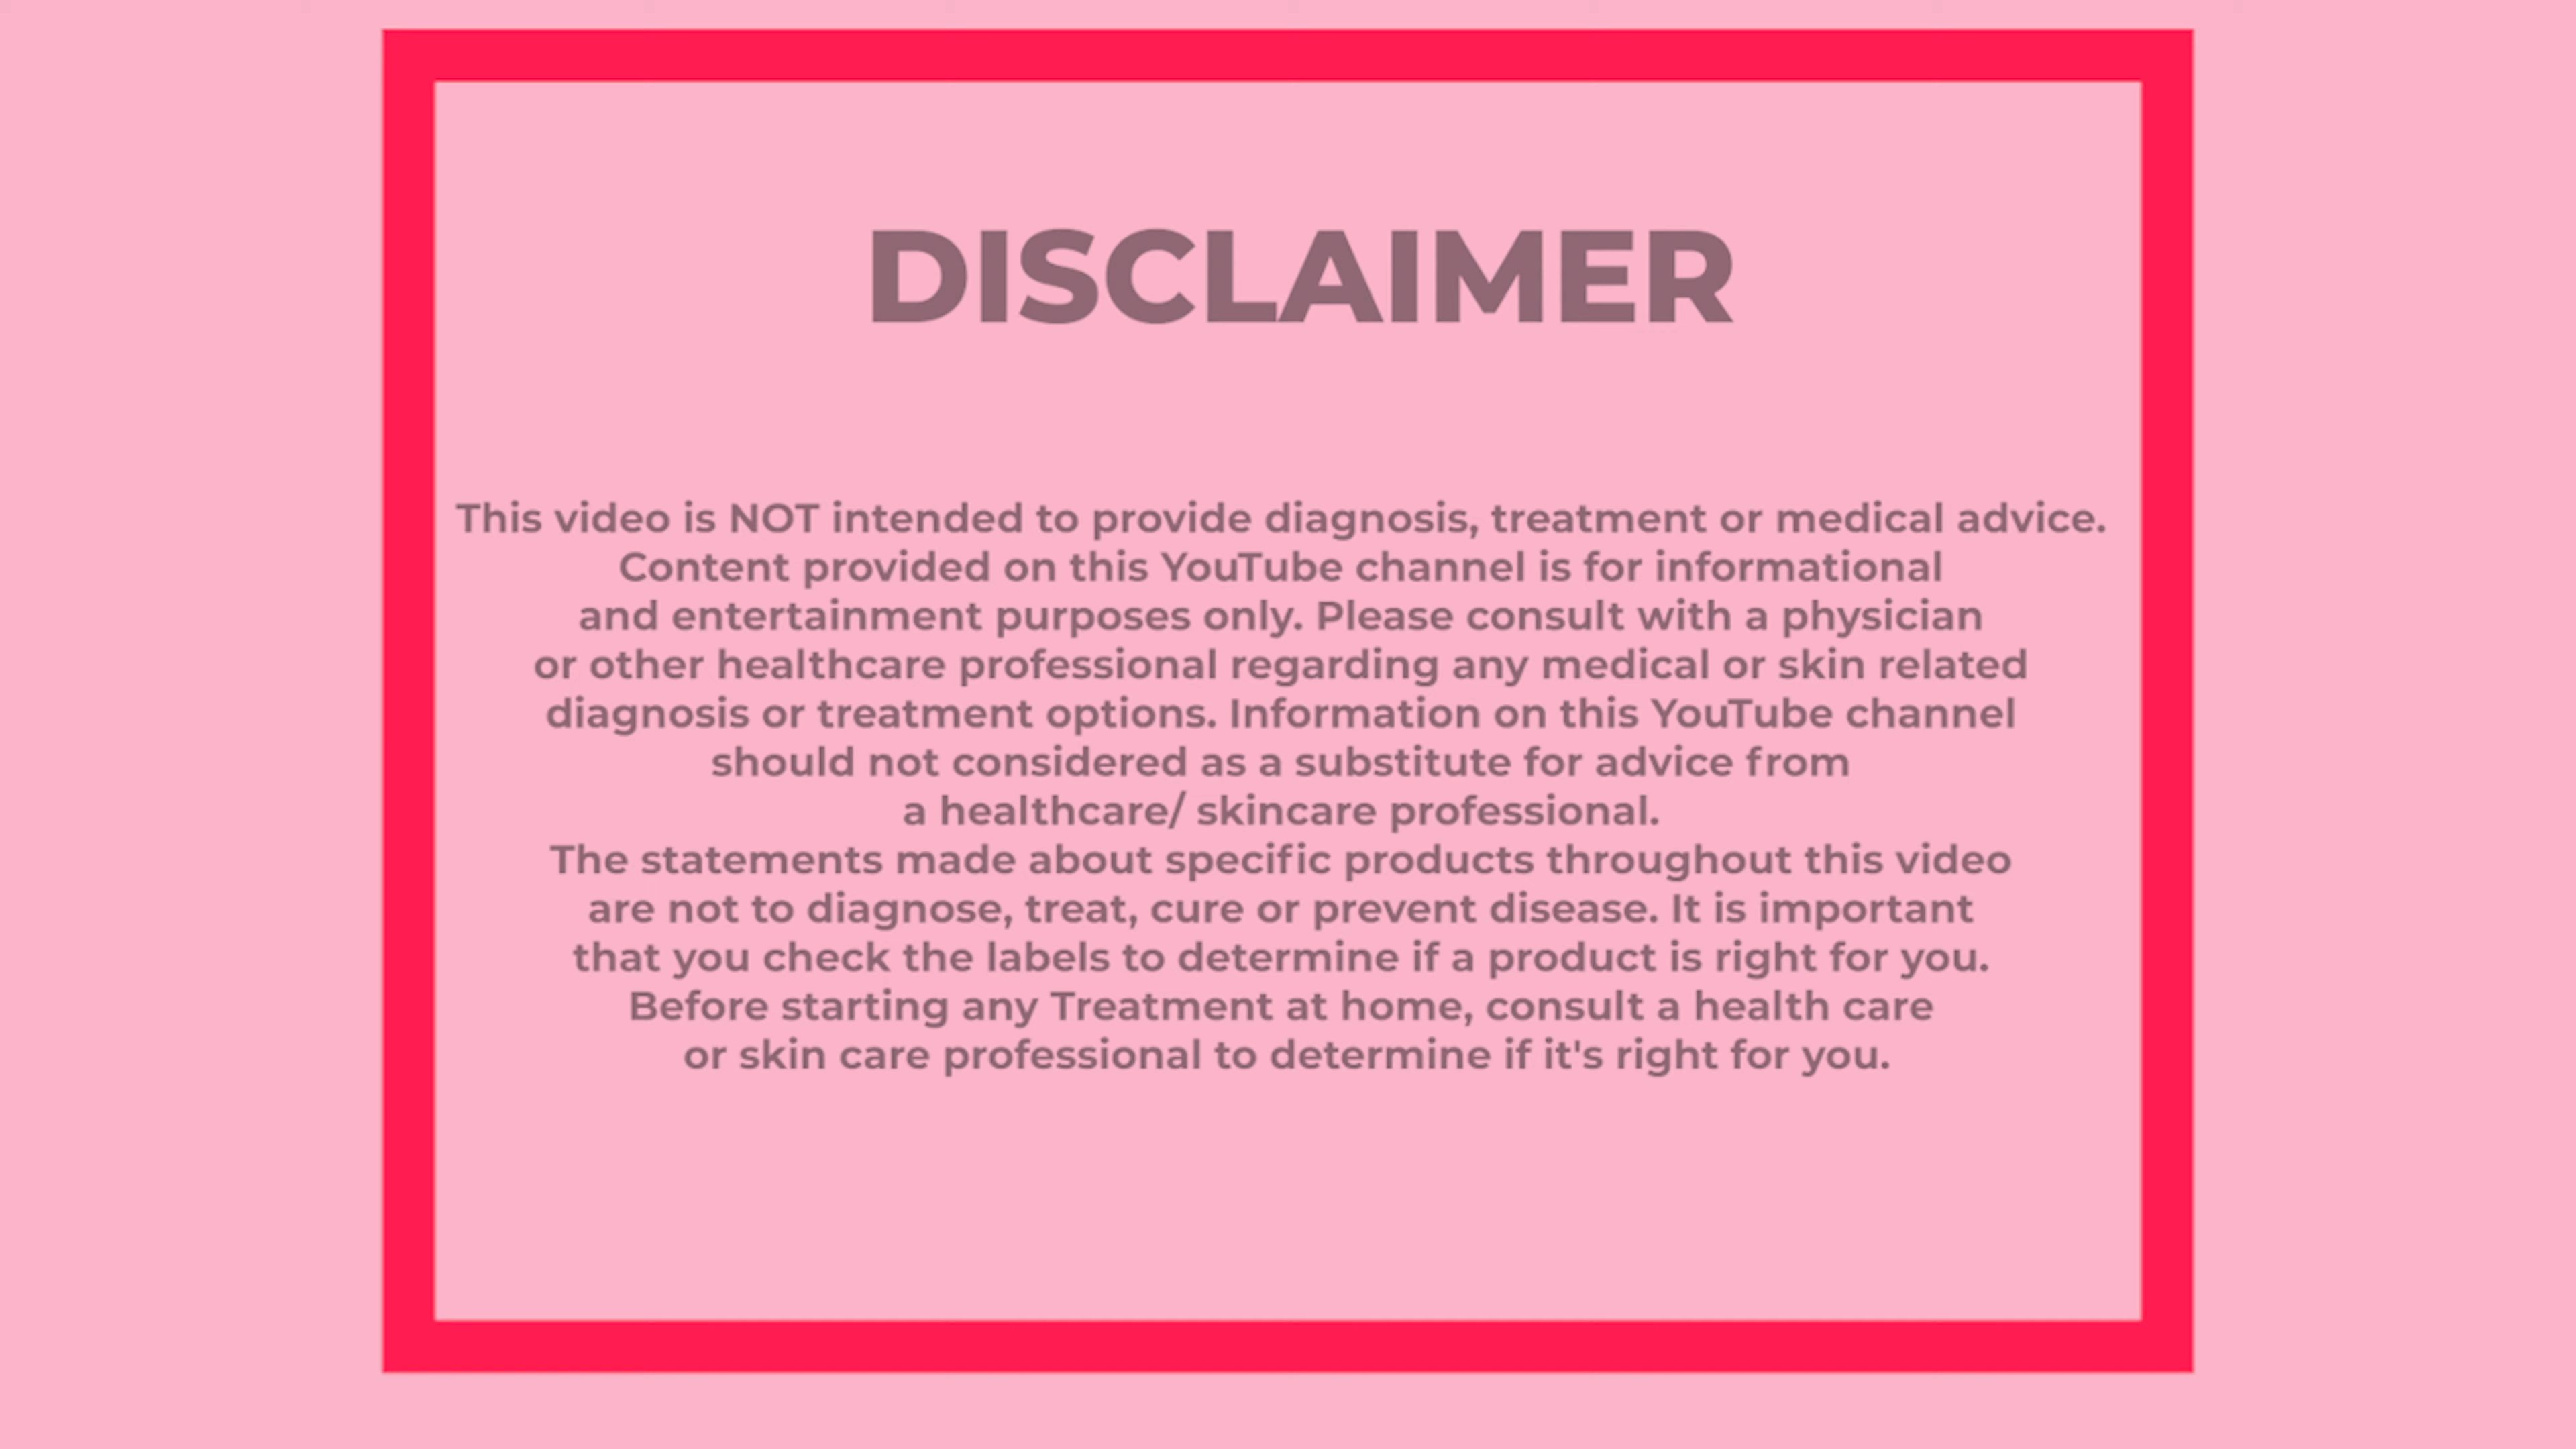 DISCLAIMER
This video is NOT intended to provide diagnosis, treatment or medical advice.
Content provided on this YouTube channel is for informational
and entertainment purposes only. Please consult with a physician
or other healthcare professional regarding any medical or skin related
diagnosis or treatment options. Information on this YouTube channel
should not considered as a substitute for advice from
a healthcare/ skincare professional.
The statements made about specific products throughout this video
are not to diagnose, treat, cure or prevent disease. It is important
that you check the labels to determine if a product is right for you.
Before starting any Treatment at home, consult a health care
or skin care professional to determine if it's right for you.